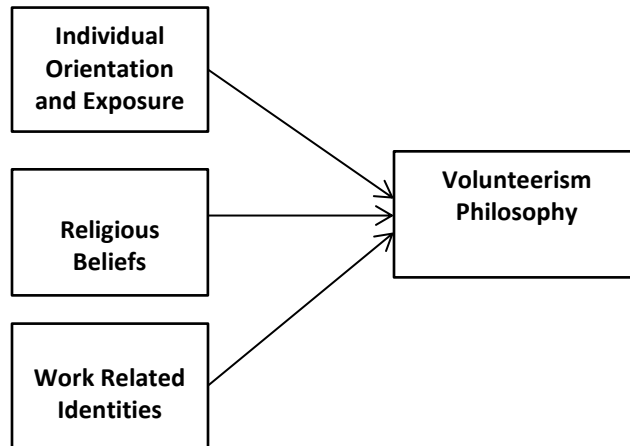 Individual
Orientation
and Exposure
Volunteerism
Philosophy
Religious
Beliefs
Work Related
Identities